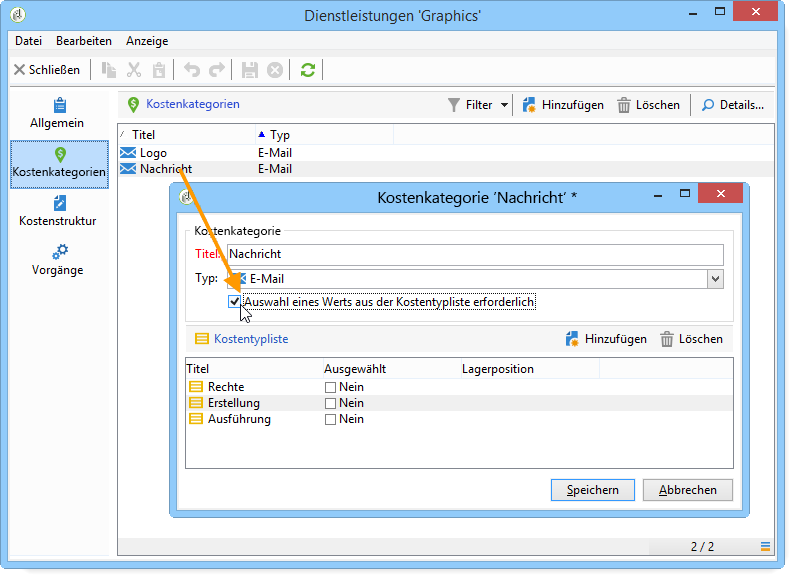 Dienstleistungen 'Graphics'
Datei Bearbeiten Anzeige
Schließen
Allgemein
Kostenkategorien
Kostenstruktur
Vorgänge
Kostenkategorien Filter Hinzufügen Löschen Details...
Titel Typ
Logo E-Mail
Nachricht E-Mail
Kostenkategorie 'Nachricht' *
Kostenkategorie
Titel: Nachricht
Typ: E-Mail
Auswahl eines Werts aus der Kostentypliste erforderlich
Kostentypliste Hinzufügen Löschen
Titel Ausgewählt Lagerposition
Rechte Nein
Erstellung Nein
Ausführung Nein
Speichern Abbrechen
2 / 2